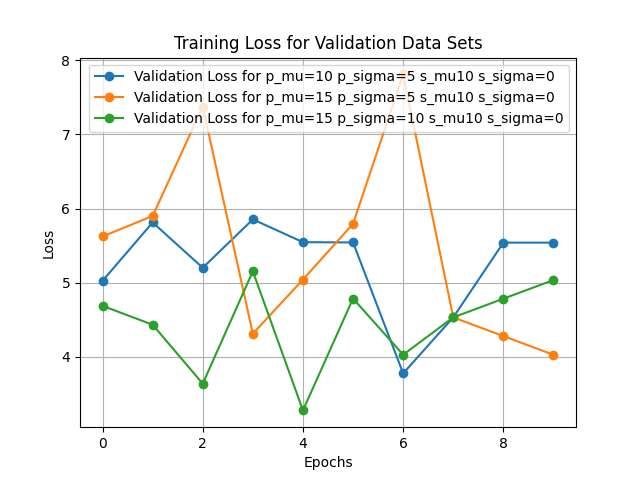 Training Loss for Validation Data Sets
Validation Loss for p_mu=10 p_sigma=5 s_mu10 s_sigma=0
Validation Loss for p_mu=15 p_sigma=5 s_mu10 s_sigma=0
Validation Loss for p_mu=15 p_sigma=10 s_mu10 s_sigma=0
8
7
6
5
4
Loss
0 2 4 6 8
Epochs